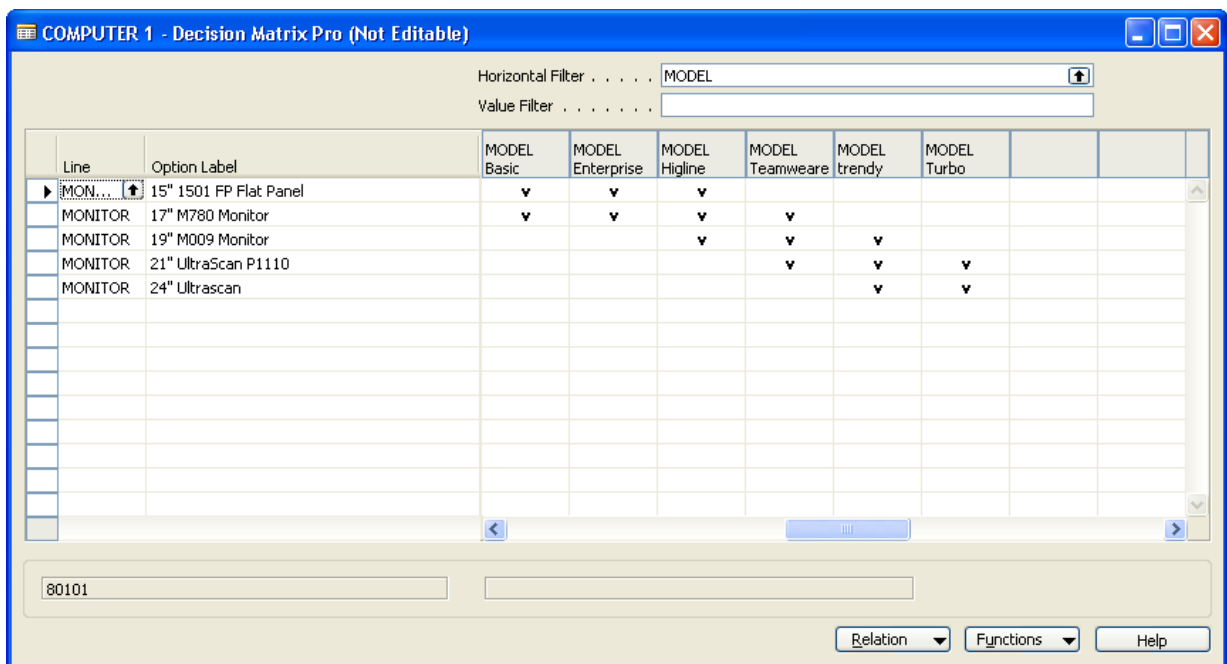 COMPUTER 1 - Decision Matrix Pro (Not Editable)
Horizontal Filter . . . . . MODEL
Value Filter . . . . . . .
Line Option Label MODEL Basic MODEL Enterprise MODEL Higline MODEL Teamweare MODEL trendy MODEL Turbo
MON... 15" 1501 FP Flat Panel v v v
MONITOR 17" M780 Monitor v v v v
MONITOR 19" M009 Monitor v v v
MONITOR 21" UltraScan P1110 v v v
MONITOR 24" Ultrascan v v
80101
Relation Functions Help